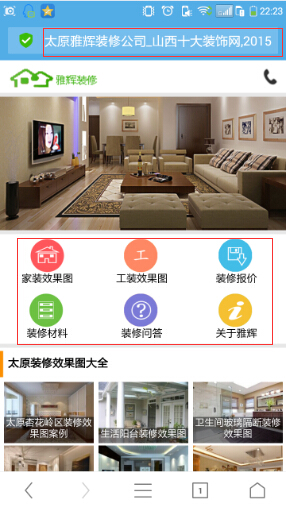 22:23
太原雅辉装修公司_山西十大装饰网,2015
雅辉装修
家装效果图
工装效果图
装修报价
装修材料
装修问答
关于雅辉
太原装修效果图大全
太原杏花岭区装修效果图案例
生活阳台装修效果图
卫生间玻璃隔断装修效果图
1